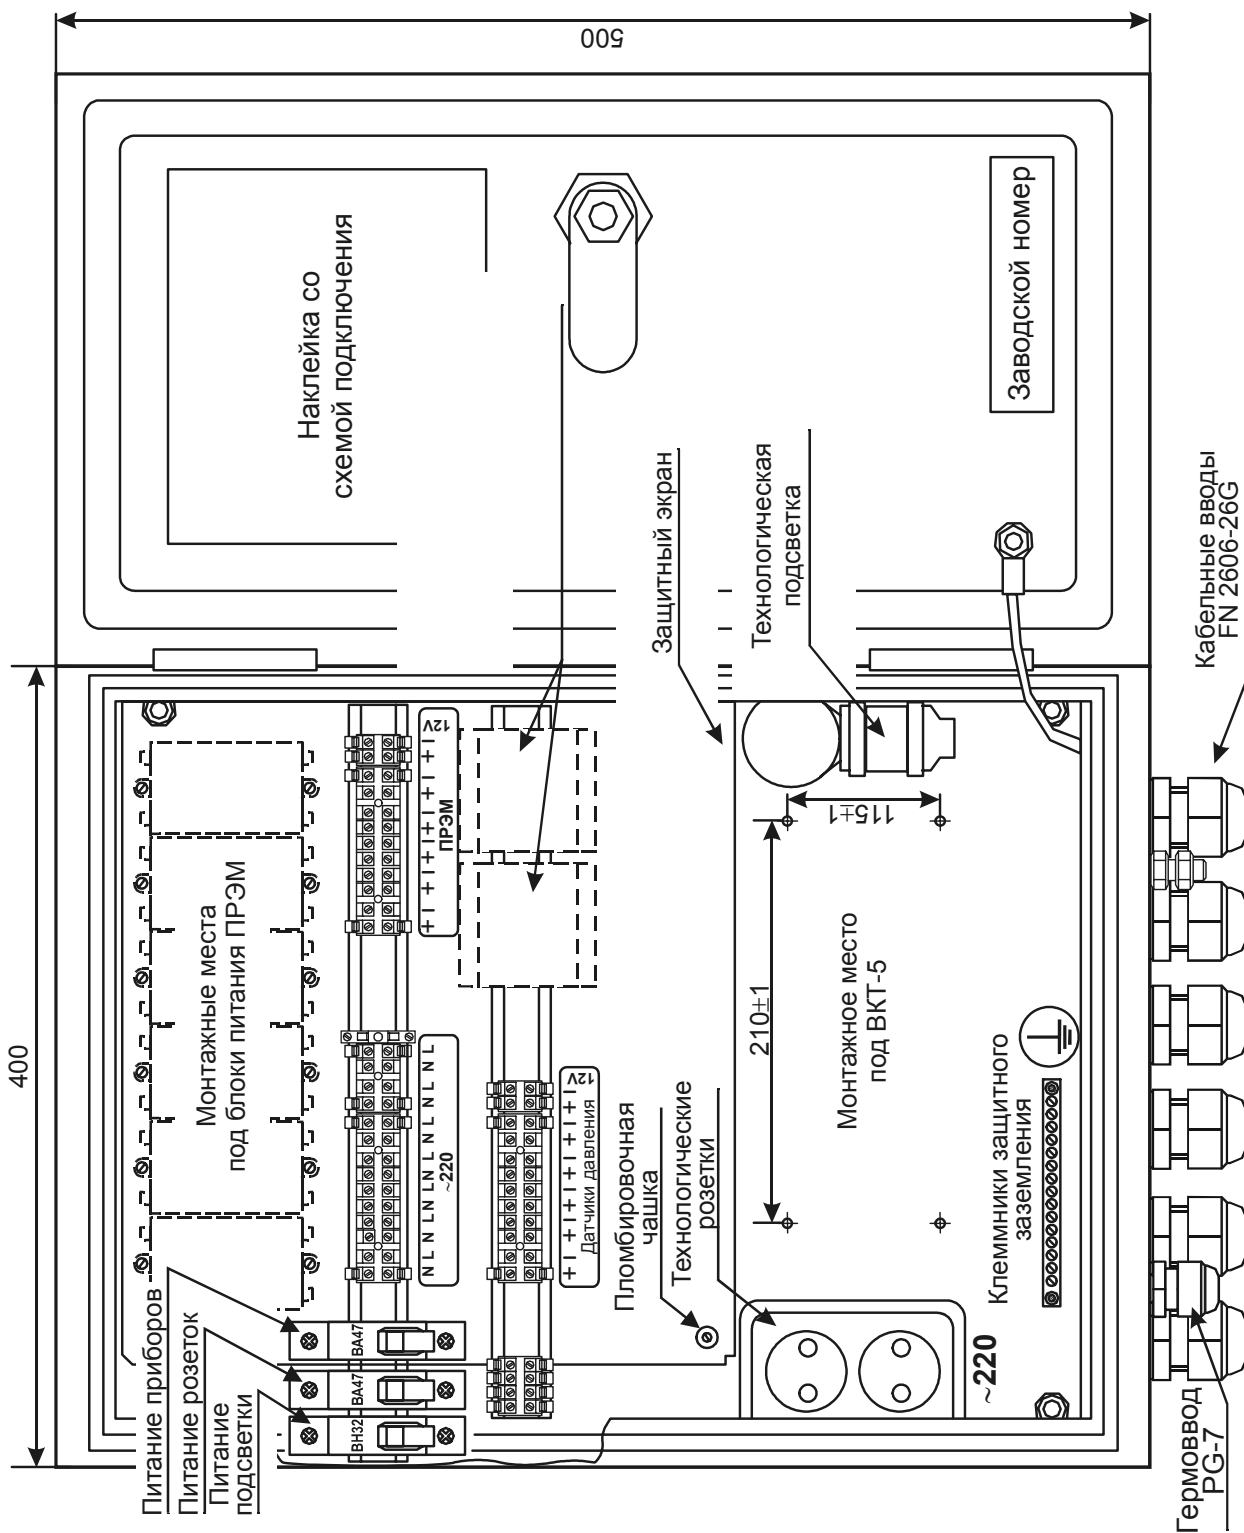 400
500
Питание приборов
Питание розеток
Питание
подсветки
Монтажные места
под блоки питания ПРЭМ
Наклейка со
схемой подключения
ВН32
ВА47
ВА47
N L N L N L N L N L N L N L
~220
+ – + – + – + – + – + –
ПРЭМ
12V
+ – + – + – + – + – + –
Датчики давления
12V
Пломбировочная
чашка
Технологические
розетки
Защитный экран
Технологическая
подсветка
210±1
115±1
Монтажное место
под ВКТ-5
Клеммники защитного
заземления
~220
Заводской номер
Гермоввод
PG-7
Кабельные вводы
FN 2606-26G